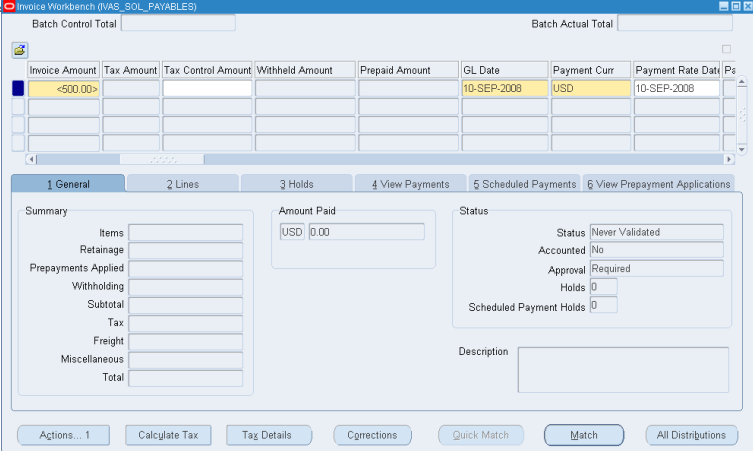 Invoice Workbench (IVAS_SOL_PAYABLES)
Batch Control Total
Batch Actual Total
Invoice Amount Tax Amount Tax Control Amount Withheld Amount Prepaid Amount GL Date Payment Curr Payment Rate Date Pa
<500.00> 10-SEP-2008 USD 10-SEP-2008
1 General 2 Lines 3 Holds 4 View Payments 5 Scheduled Payments 6 View Prepayment Applications
Summary Amount Paid Status
Items USD 0.00 Status Never Validated
Retainage Accounted No
Prepayments Applied Approval Required
Withholding Holds 0
Subtotal Scheduled Payment Holds 0
Tax
Freight
Miscellaneous Description
Total
Actions... 1 Calculate Tax Tax Details Corrections Quick Match Match All Distributions